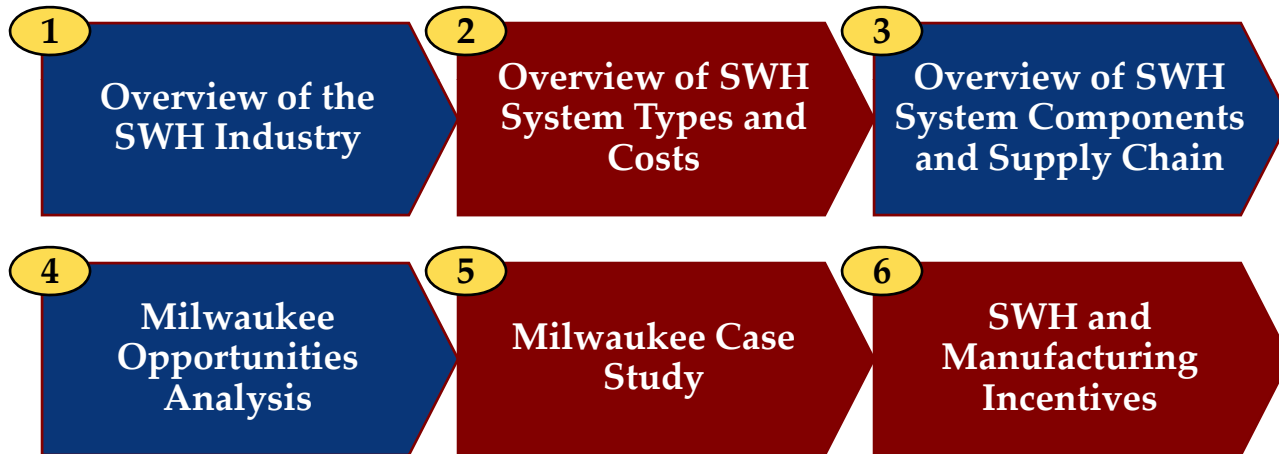 1
Overview of the
SWH Industry
2
Overview of SWH
System Types and
Costs
3
Overview of SWH
System Components
and Supply Chain
4
Milwaukee
Opportunities
Analysis
5
Milwaukee Case
Study
6
SWH and
Manufacturing
Incentives